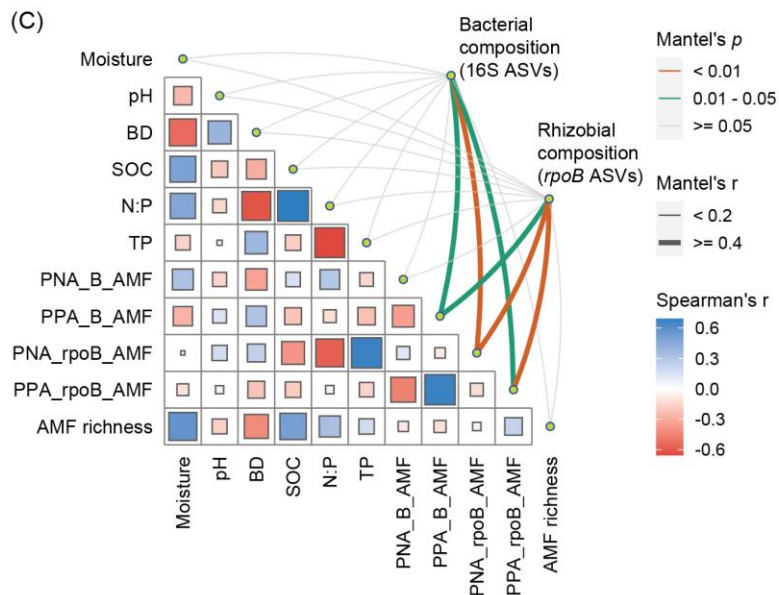 (C)
Bacterial
composition
(16S ASVs)
Rhizobial
composition
(rpoB ASVs)
Mantel's p
< 0.01
0.01 - 0.05
>= 0.05
Mantel's r
< 0.2
>= 0.4
Spearman's r
0.6
0.3
0.0
-0.3
-0.6
Moisture
pH
BD
SOC
N:P
TP
PNA_B_AMF
PPA_B_AMF
PNA_rpoB_AMF
PPA_rpoB_AMF
AMF richness
Moisture
pH
BD
SOC
N:P
TP
PNA_B_AMF
PPA_B_AMF
PNA_rpoB_AMF
PPA_rpoB_AMF
AMF richness